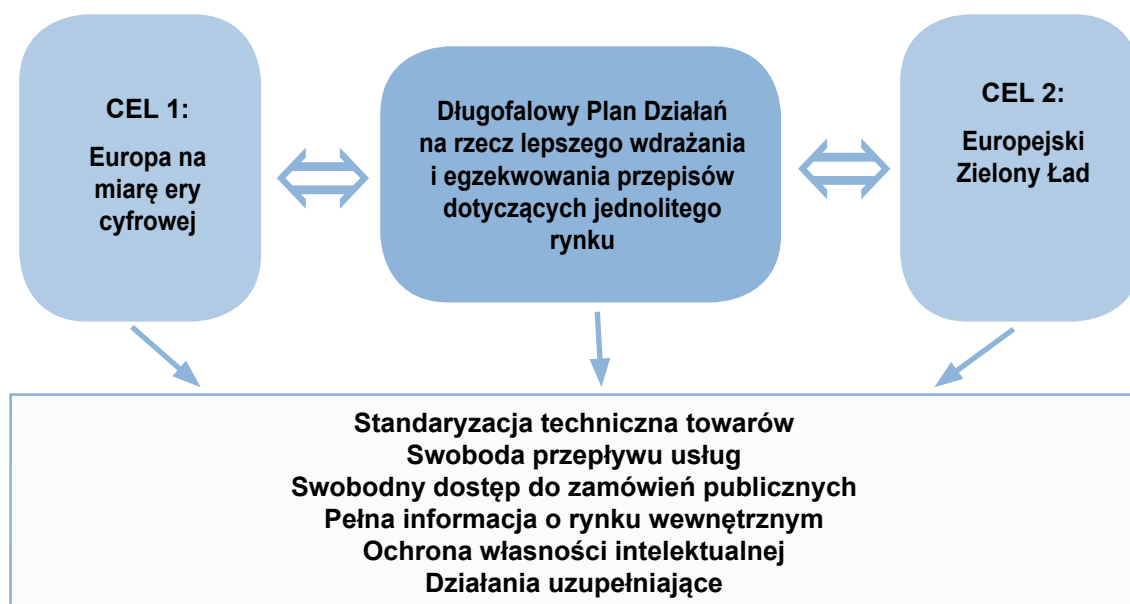 CEL 1:
Europa na
miarę ery
cyfrowej
Długofalowy Plan Działań
na rzecz lepszego wdrażania
i egzekwowania przepisów
dotyczących jednolitego
rynku
CEL 2:
Europejski
Zielony Ład
Standaryzacja techniczna towarów
Swoboda przepływu usług
Swobodny dostęp do zamówień publicznych
Pełna informacja o rynku wewnętrznym
Ochrona własności intelektualnej
Działania uzupełniające